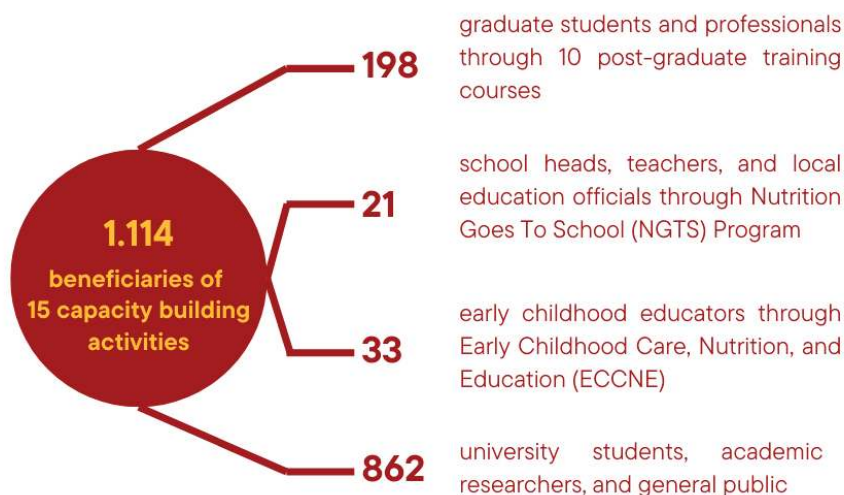 1.114
beneficiaries of
15 capacity building
activities
198
graduate students and professionals
through 10 post-graduate training
courses
21
school heads, teachers, and local
education officials through Nutrition
Goes To School (NGTS) Program
33
early childhood educators through
Early Childhood Care, Nutrition, and
Education (ECCNE)
862
university students, academic
researchers, and general public